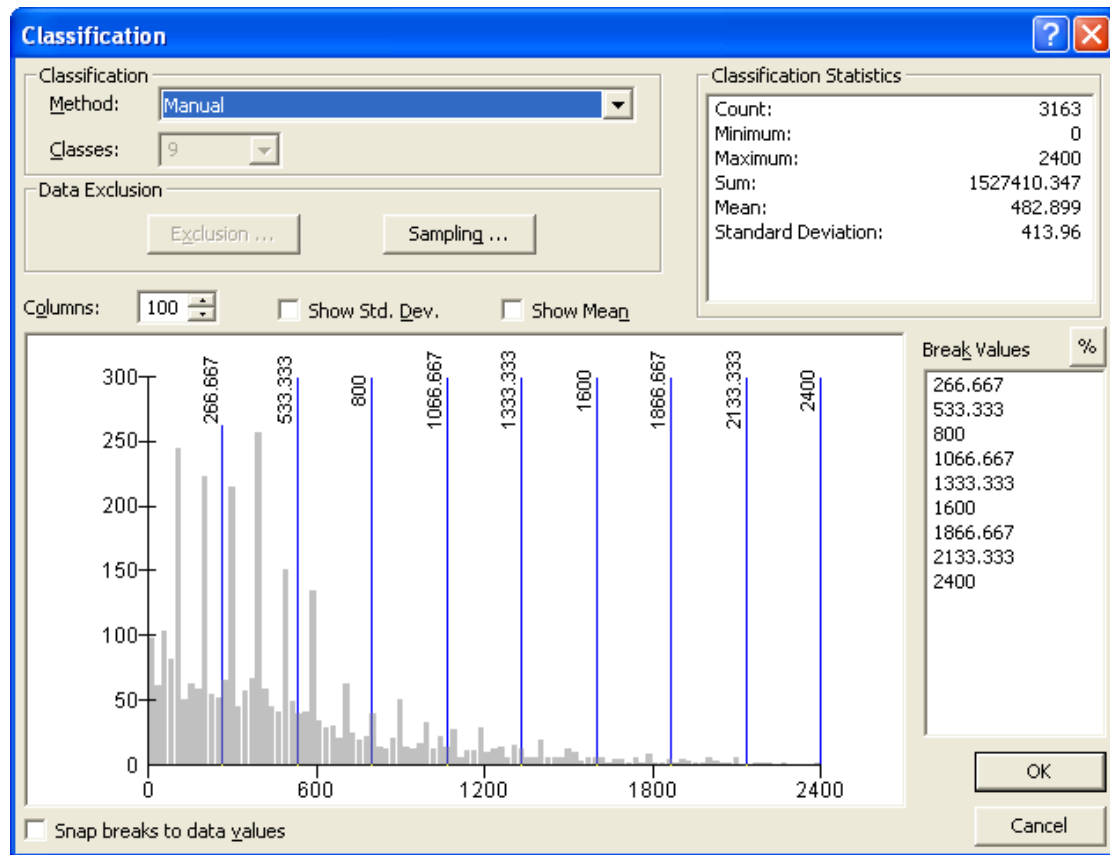 Classification
Classification
Method: Manual
Classes: 9
Data Exclusion
Exclusion ...
Sampling ...
Classification Statistics
Count: 3163
Minimum: 0
Maximum: 2400
Sum: 1527410.347
Mean: 482.899
Standard Deviation: 413.96
Columns: 100
Show Std. Dev.
Show Mean
266.667
533.333
800
1066.667
1333.333
1600
1866.667
2133.333
2400
300
250
200
150
100
50
0
0 600 1200 1800 2400
Break Values %
266.667
533.333
800
1066.667
1333.333
1600
1866.667
2133.333
2400
Snap breaks to data values
OK
Cancel